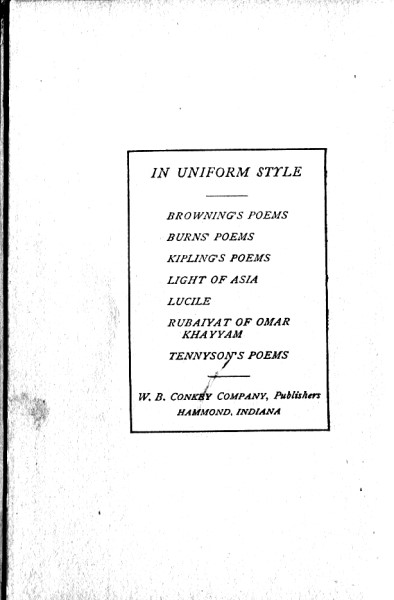 IN UNIFORM STYLE
BROWNING'S POEMS
BURNS' POEMS
KIPLING'S POEMS
LIGHT OF ASIA
LUCILE
RUBAIYAT OF OMAR
KHAYYAM
TENNYSON'S POEMS
W. B. CONKEY COMPANY, Publishers
HAMMOND, INDIANA